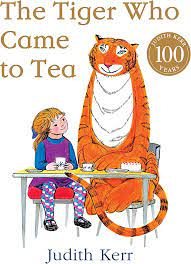 The Tiger Who
Came
to Tea
JUDITH KERR
100
YEARS
Judith Kerr